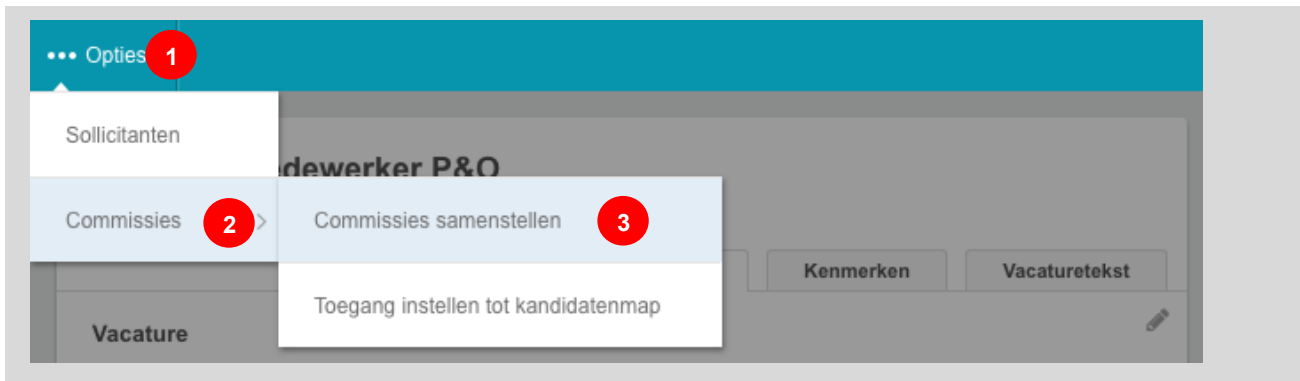 ••• Opties 1
Sollicitanten
dewerker P&O
Commissies 2 >
Commissies samenstellen 3
Kenmerken
Vacaturetekst
Toegang instellen tot kandidatenmap
Vacature